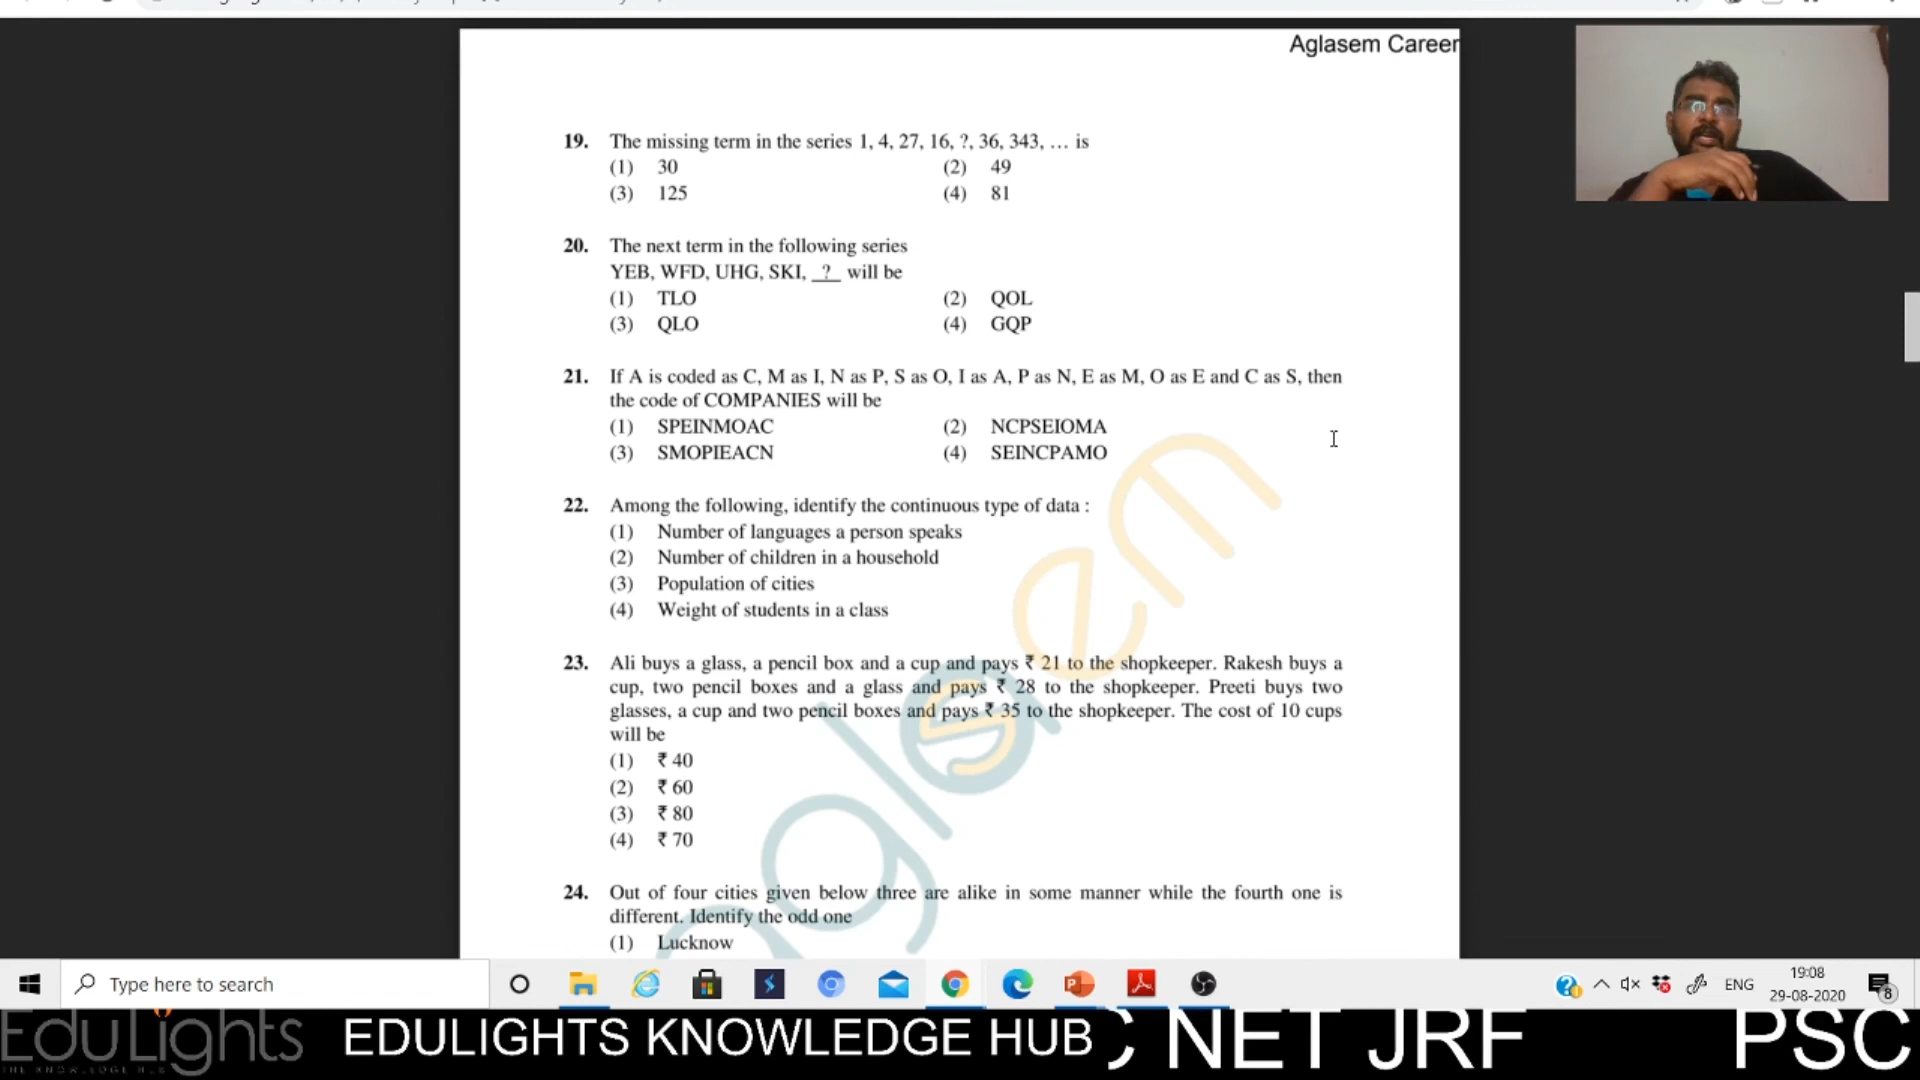 Aglasem Career
19. The missing term in the series 1, 4, 27, 16, ?, 36, 343, … is
(1) 30 (2) 49
(3) 125 (4) 81
20. The next term in the following series
YEB, WFD, UHG, SKI, ? will be
(1) TLO (2) QOL
(3) QLO (4) GQP
21. If A is coded as C, M as I, N as P, S as O, I as A, P as N, E as M, O as E and C as S, then
the code of COMPANIES will be
(1) SPEINMOAC (2) NCPSEIOMA
(3) SMOPIEACN (4) SEINCPAMO
22. Among the following, identify the continuous type of data :
(1) Number of languages a person speaks
(2) Number of children in a household
(3) Population of cities
(4) Weight of students in a class
23. Ali buys a glass, a pencil box and a cup and pays ₹ 21 to the shopkeeper. Rakesh buys a
cup, two pencil boxes and a glass and pays ₹ 28 to the shopkeeper. Preeti buys two
glasses, a cup and two pencil boxes and pays ₹ 35 to the shopkeeper. The cost of 10 cups
will be
(1) ₹ 40
(2) ₹ 60
(3) ₹ 80
(4) ₹ 70
24. Out of four cities given below three are alike in some manner while the fourth one is
different. Identify the odd one
(1) Lucknow
aglasem
Type here to search
ENG
19:08
29-08-2020
8
EduLights
THE KNOWLEDGE HUB
EDULIGHTS KNOWLEDGE HUB
C NET JRF
PSC